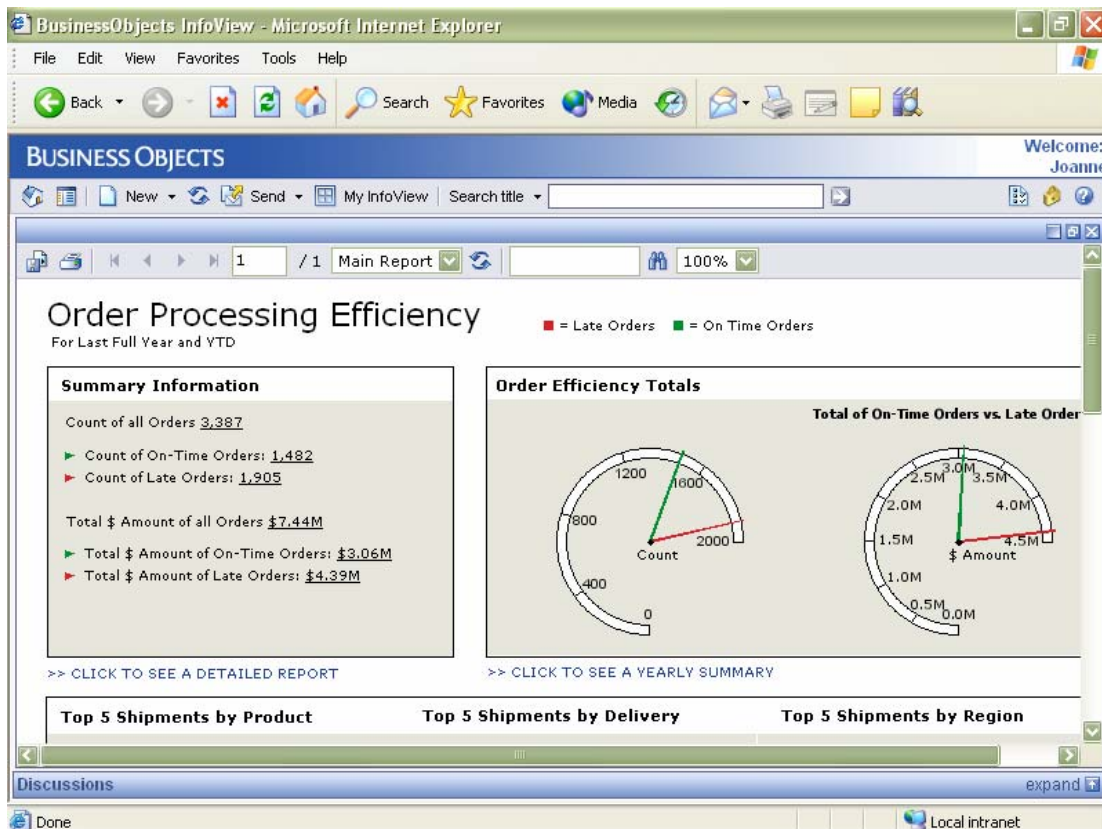 BusinessObjects InfoView - Microsoft Internet Explorer
File Edit View Favorites Tools Help
Back Search Favorites Media
BUSINESS OBJECTS
Welcome:
Joanne
New Send My InfoView Search title
1 / 1 Main Report 100%
Order Processing Efficiency
= Late Orders = On Time Orders
For Last Full Year and YTD
Summary Information
Count of all Orders 3,387
Count of On-Time Orders: 1,482
Count of Late Orders: 1,905
Total $ Amount of all Orders $7.44M
Total $ Amount of On-Time Orders: $3.06M
Total $ Amount of Late Orders: $4.39M
>> CLICK TO SEE A DETAILED REPORT
Order Efficiency Totals
Total of On-Time Orders vs. Late Order
0
400
800
1200
1600
2000
Count
0.0M
0.5M
1.0M
1.5M
2.0M
2.5M
3.0M
3.5M
4.0M
4.5M
$ Amount
>> CLICK TO SEE A YEARLY SUMMARY
Top 5 Shipments by Product
Top 5 Shipments by Delivery
Top 5 Shipments by Region
Discussions
expand
Done
Local intranet